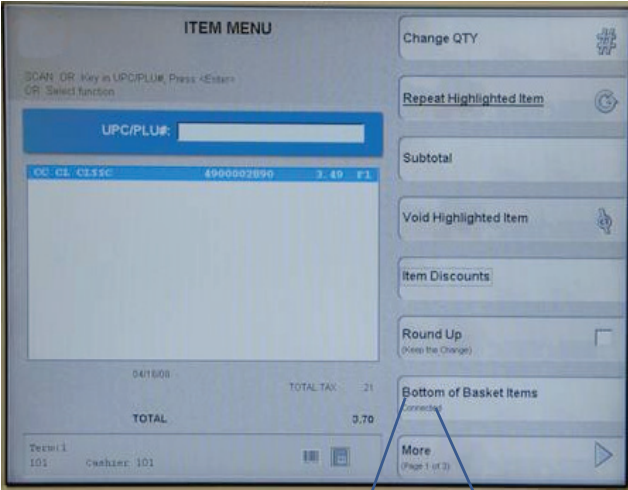 ITEM MENU
SCAN OR Key in UPC/PLU#, Press <Enter>
OR Select function
UPC/PLU#:
CC CL CLSSC 4900002890 3.49 F1
04/16/08
TOTAL TAX 21
TOTAL 3.70
Term:1
101 Cashier 101
Change QTY
#
Repeat Highlighted Item
Subtotal
Void Highlighted Item
Item Discounts
Round Up
(Keep the Change)
Bottom of Basket Items
Connected
More
(Page 1 of 3)